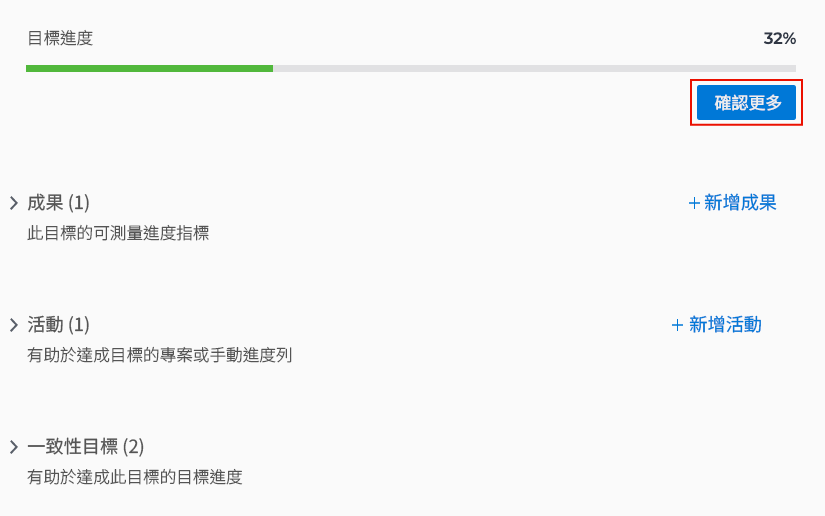 目標進度 32%
確認更多
成果 (1) +新增成果
此目標的可測量進度指標
活動 (1) + 新增活動
有助於達成目標的專案或手動進度列
一致性目標 (2)
有助於達成此目標的目標進度